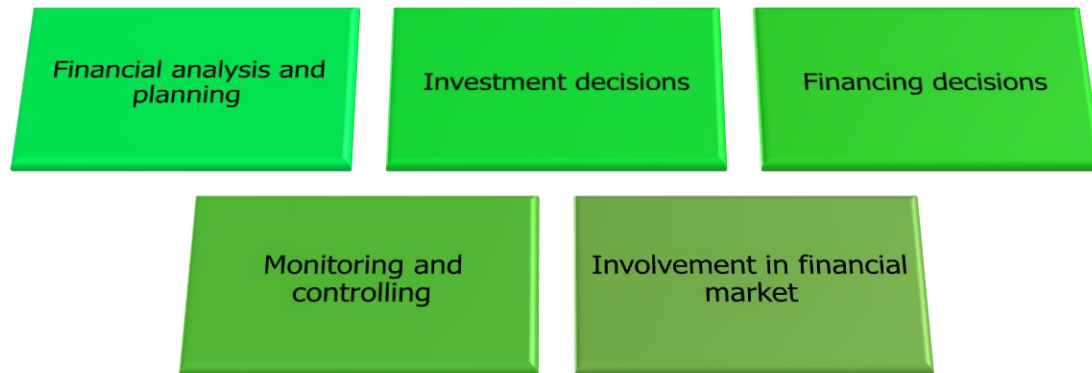 Financial analysis and
planning
Investment decisions
Financing decisions
Monitoring and
controlling
Involvement in financial
market